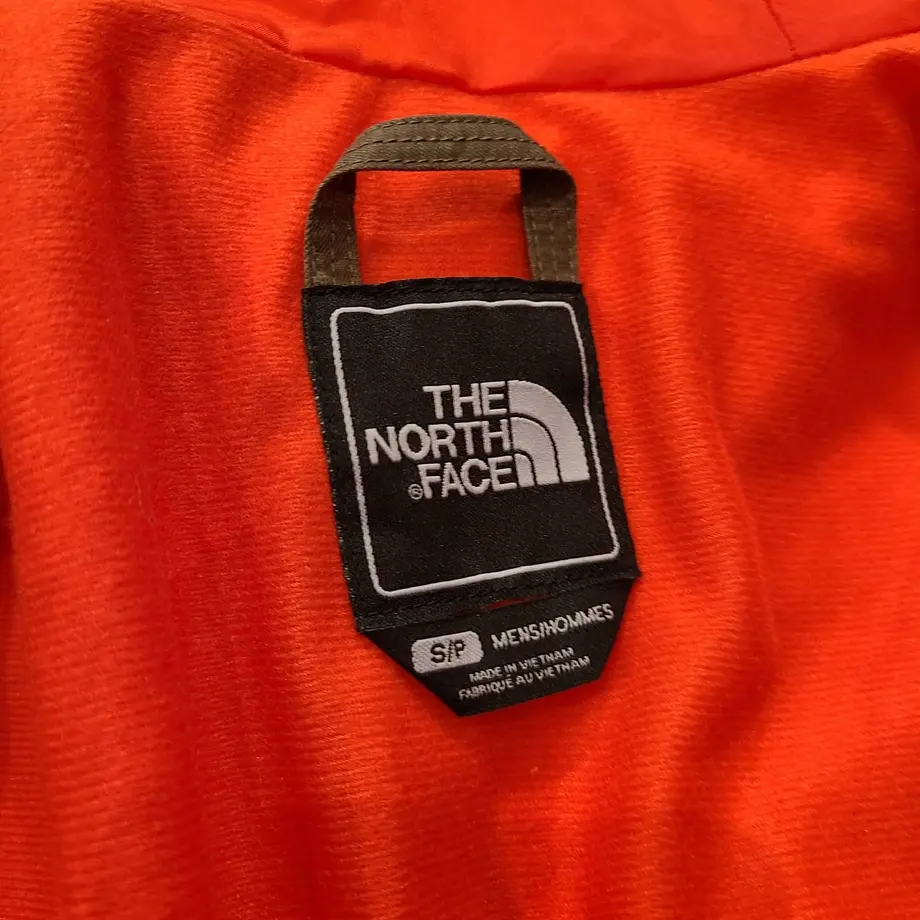 THE
NORTH
®FACE
S/P MENS/HOMMES
MADE IN VIETNAM
FABRIQUÉ AU VIETNAM